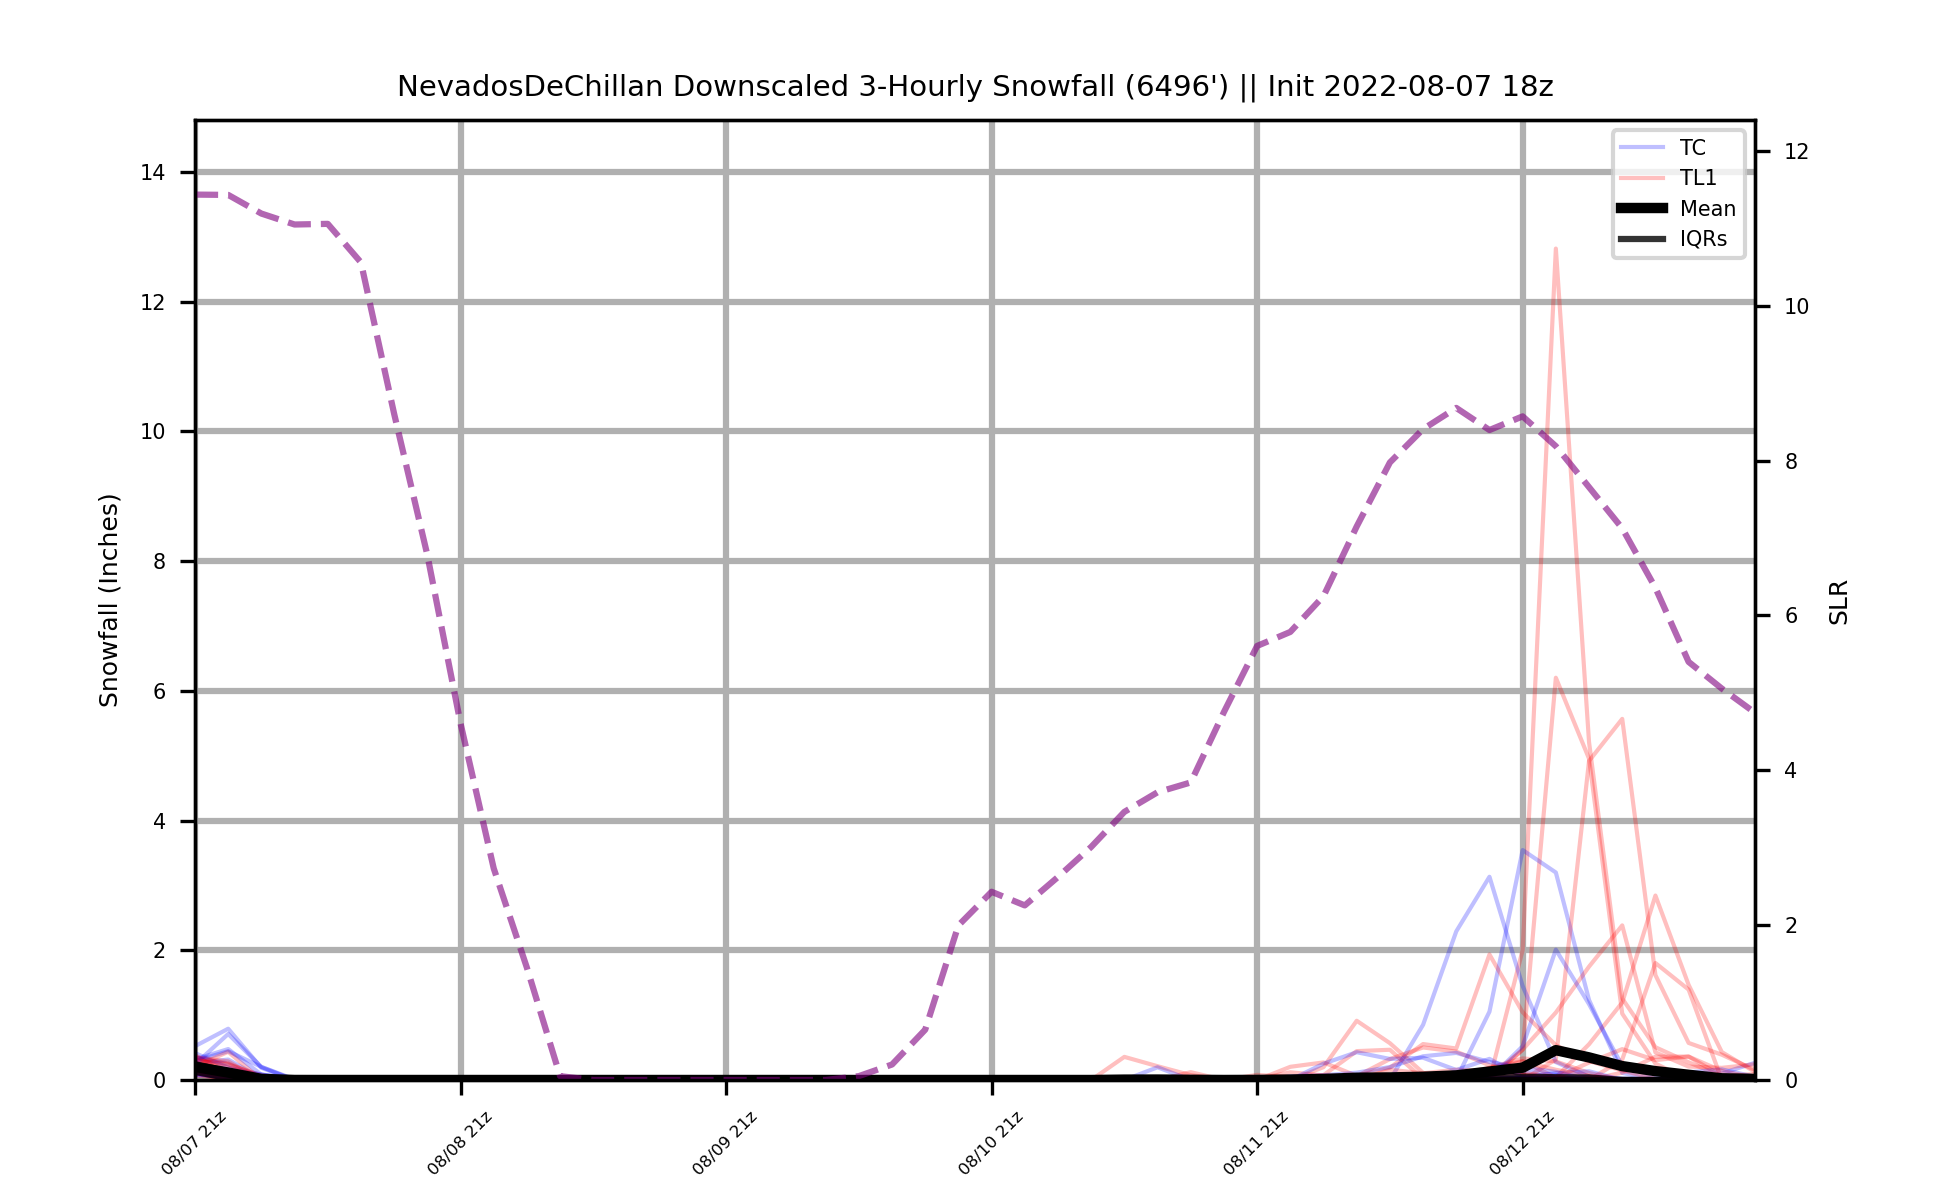 NevadosDeChillan Downscaled 3-Hourly Snowfall (6496') || Init 2022-08-07 18z
TC
TL1
Mean
IQRs
Snowfall (Inches)
14
12
10
8
6
4
2
0
SLR
12
10
8
6
4
2
0
08/07 21z
08/08 21z
08/09 21z
08/10 21z
08/11 21z
08/12 21z